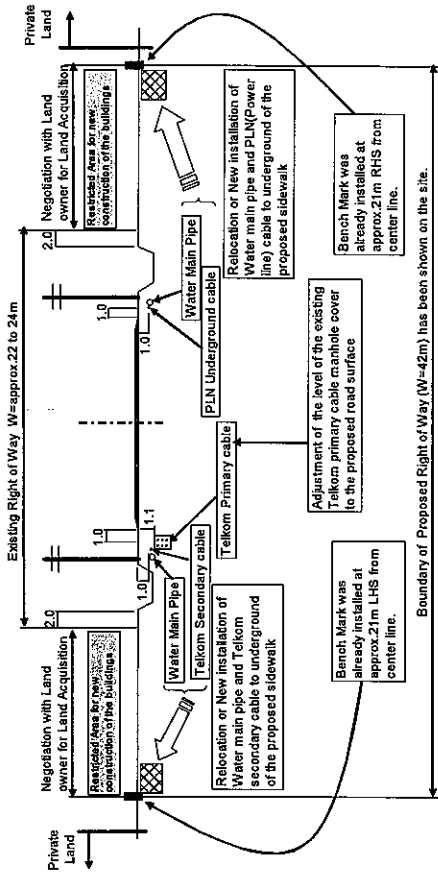 Private
Land
Negotiation with Land
owner for Land Acquisition
Restricted Area for new
construction of the buildings
Existing Right of Way W=approx.22 to 24m
Negotiation with Land
owner for Land Acquisition
Restricted Area for new
construction of the buildings
Private
Land
2.0
1.0
1.0
1.1
1.0
1.0
2.0
Water Main Pipe
Telkom Secondary cable
Telkom Primary cable
Water Main Pipe
PLN Underground cable
Relocation or New installation of
Water main pipe and Telkom
secondary cable to underground
of the proposed sidewalk
Adjustment of the level of the existing
Telkom primary cable manhole cover
to the proposed road surface
Relocation or New installation of
Water main pipe and PLN(Power
line) cable to underground of the
proposed sidewalk
Bench Mark was
already installed at
approx.21m LHS from
center line.
Bench Mark was
already installed at
approx.21m RHS from
center line.
Boundary of Proposed Right of Way (W=42m) has been shown on the site.